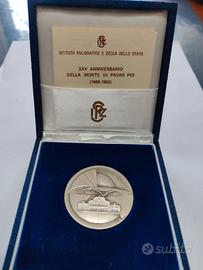 ISTITUTO POLIGRAFICO E ZECCA DELLO STATO
XXV ANNIVERSARIO
DELLA MORTE DI PADRE PIO
(1968-1993)
subito